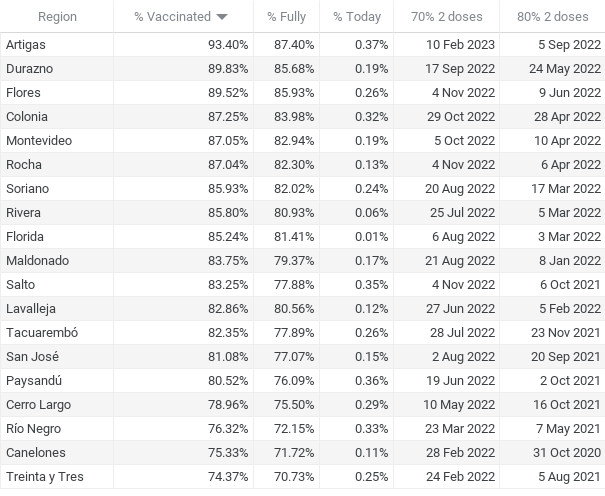 Region % Vaccinated % Fully % Today 70% 2 doses 80% 2 doses
Artigas 93.40% 87.40% 0.37% 10 Feb 2023 5 Sep 2022
Durazno 89.83% 85.68% 0.19% 17 Sep 2022 24 May 2022
Flores 89.52% 85.93% 0.26% 4 Nov 2022 9 Jun 2022
Colonia 87.25% 83.98% 0.32% 29 Oct 2022 28 Apr 2022
Montevideo 87.05% 82.94% 0.19% 5 Oct 2022 10 Apr 2022
Rocha 87.04% 82.30% 0.13% 4 Nov 2022 6 Apr 2022
Soriano 85.93% 82.02% 0.24% 20 Aug 2022 17 Mar 2022
Rivera 85.80% 80.93% 0.06% 25 Jul 2022 5 Mar 2022
Florida 85.24% 81.41% 0.01% 6 Aug 2022 3 Mar 2022
Maldonado 83.75% 79.37% 0.17% 21 Aug 2022 8 Jan 2022
Salto 83.25% 77.88% 0.35% 4 Nov 2022 6 Oct 2021
Lavalleja 82.86% 80.56% 0.12% 27 Jun 2022 5 Feb 2022
Tacuarembó 82.35% 77.89% 0.26% 28 Jul 2022 23 Nov 2021
San José 81.08% 77.07% 0.15% 2 Aug 2022 20 Sep 2021
Paysandú 80.52% 76.09% 0.36% 19 Jun 2022 2 Oct 2021
Cerro Largo 78.96% 75.50% 0.29% 10 May 2022 16 Oct 2021
Río Negro 76.32% 72.15% 0.33% 23 Mar 2022 7 May 2021
Canelones 75.33% 71.72% 0.11% 28 Feb 2022 31 Oct 2020
Treinta y Tres 74.37% 70.73% 0.25% 24 Feb 2022 5 Aug 2021